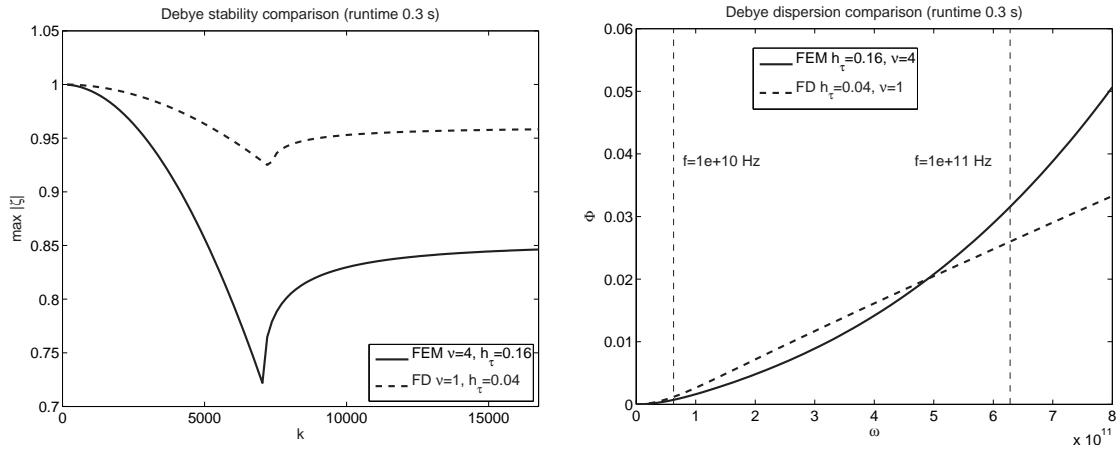 Debye stability comparison (runtime 0.3 s)
1.05
1
0.95
0.9
0.85
0.8
0.75
0.7
max |ζ|
0
5000
10000
15000
k
FEM ν=4, h_τ=0.16
FD ν=1, h_τ=0.04
Debye dispersion comparison (runtime 0.3 s)
0.06
0.05
0.04
0.03
0.02
0.01
0
Φ
FEM h_τ=0.16, ν=4
FD h_τ=0.04, ν=1
f=1e+10 Hz
f=1e+11 Hz
0
1
2
3
4
5
6
7
8
x 10^11
ω